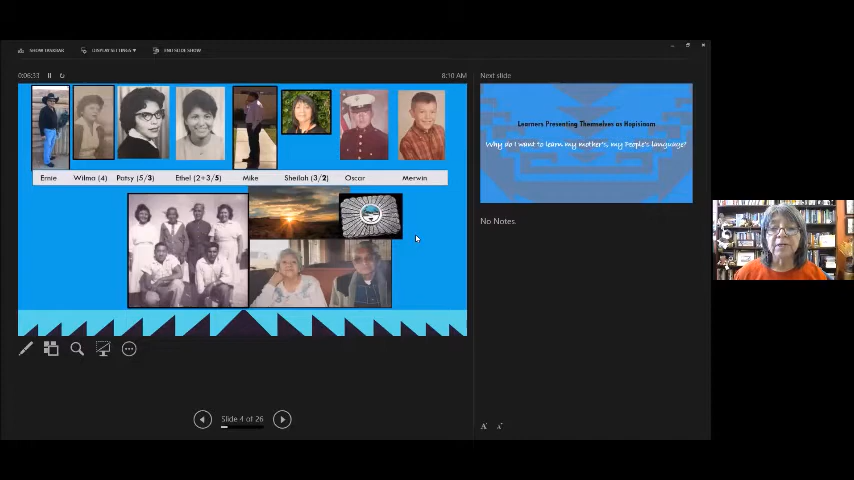 SHOW TASKBAR
DISPLAY SETTINGS ▾
END SLIDE SHOW
0:06:33
8:10 AM
Ernie
Wilma (4)
Patsy (5/3)
Ethel (2+3/5)
Mike
Sheilah (3/2)
Oscar
Merwin
Slide 4 of 26
Next slide
Learners Presenting Themselves as Hopisinom
Why do I want to learn my mother's, my People's language?
No Notes.
A A